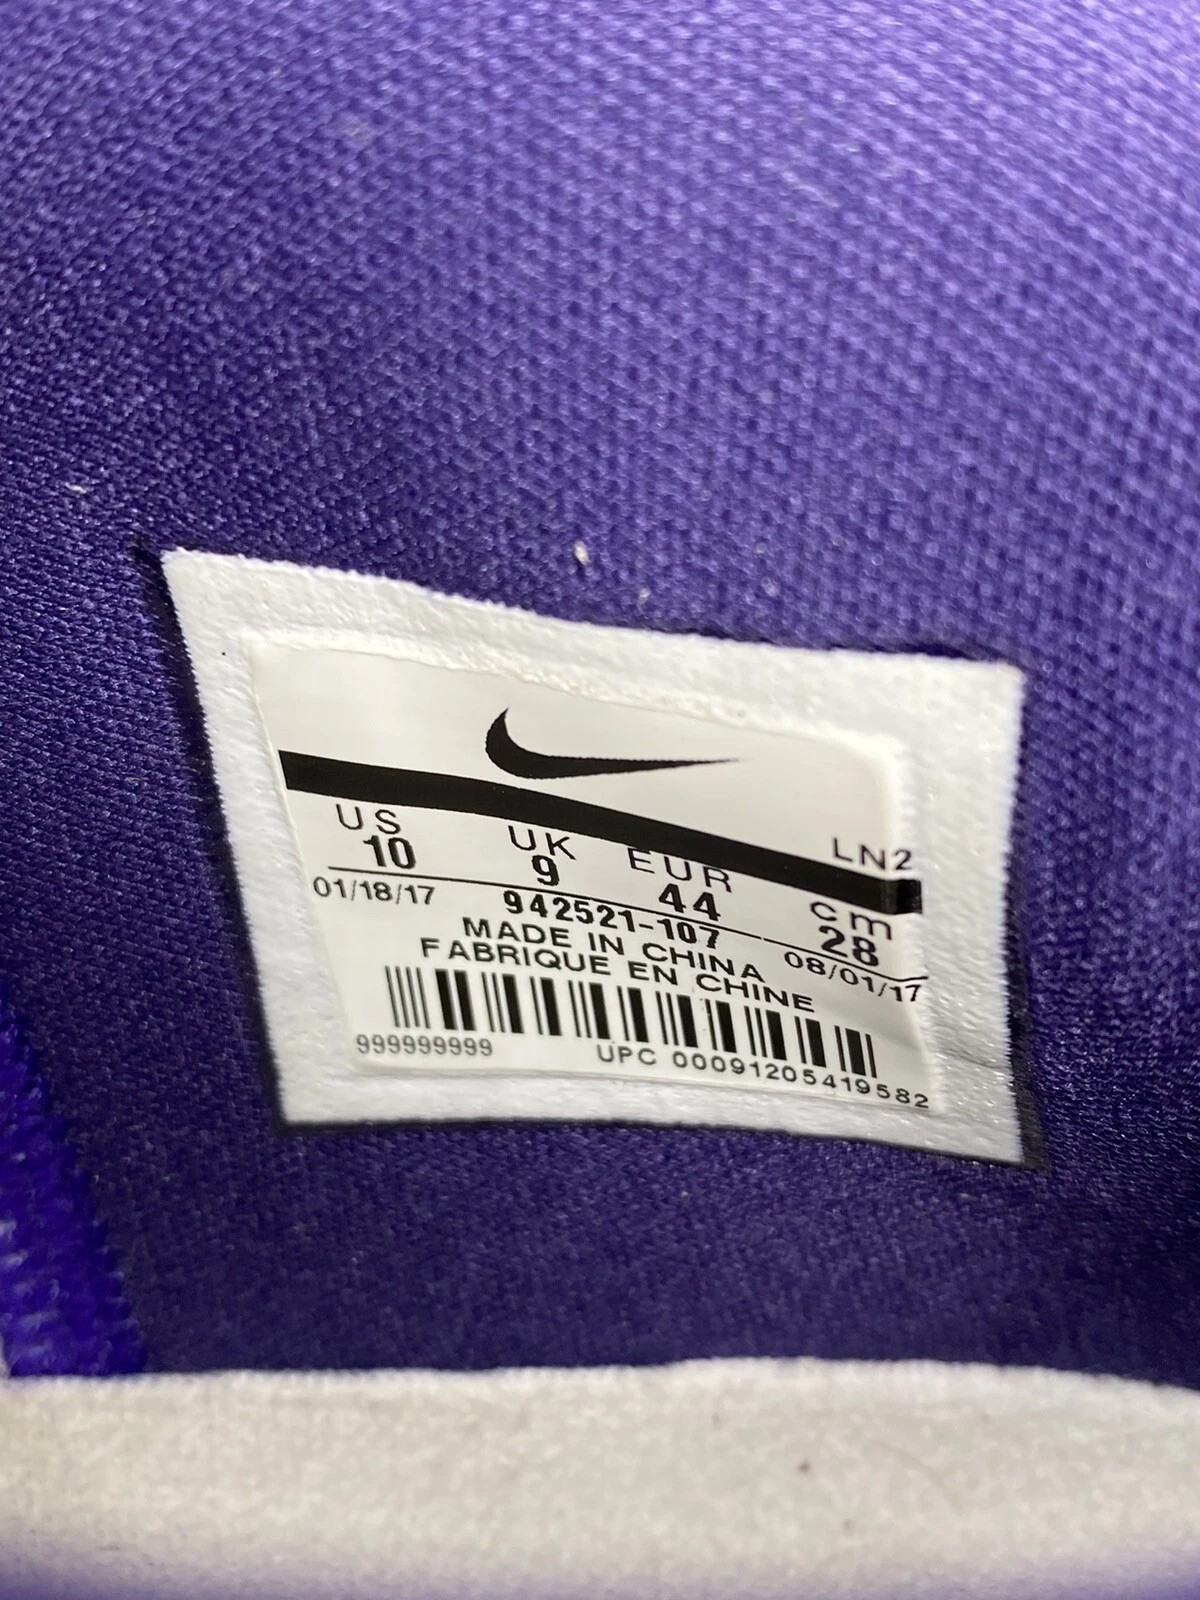 LN2
US UK EUR cm
10 9 44 28
01/18/17 942521-107 08/01/17
MADE IN CHINA
FABRIQUE EN CHINE
999999999 UPC 00091205419582